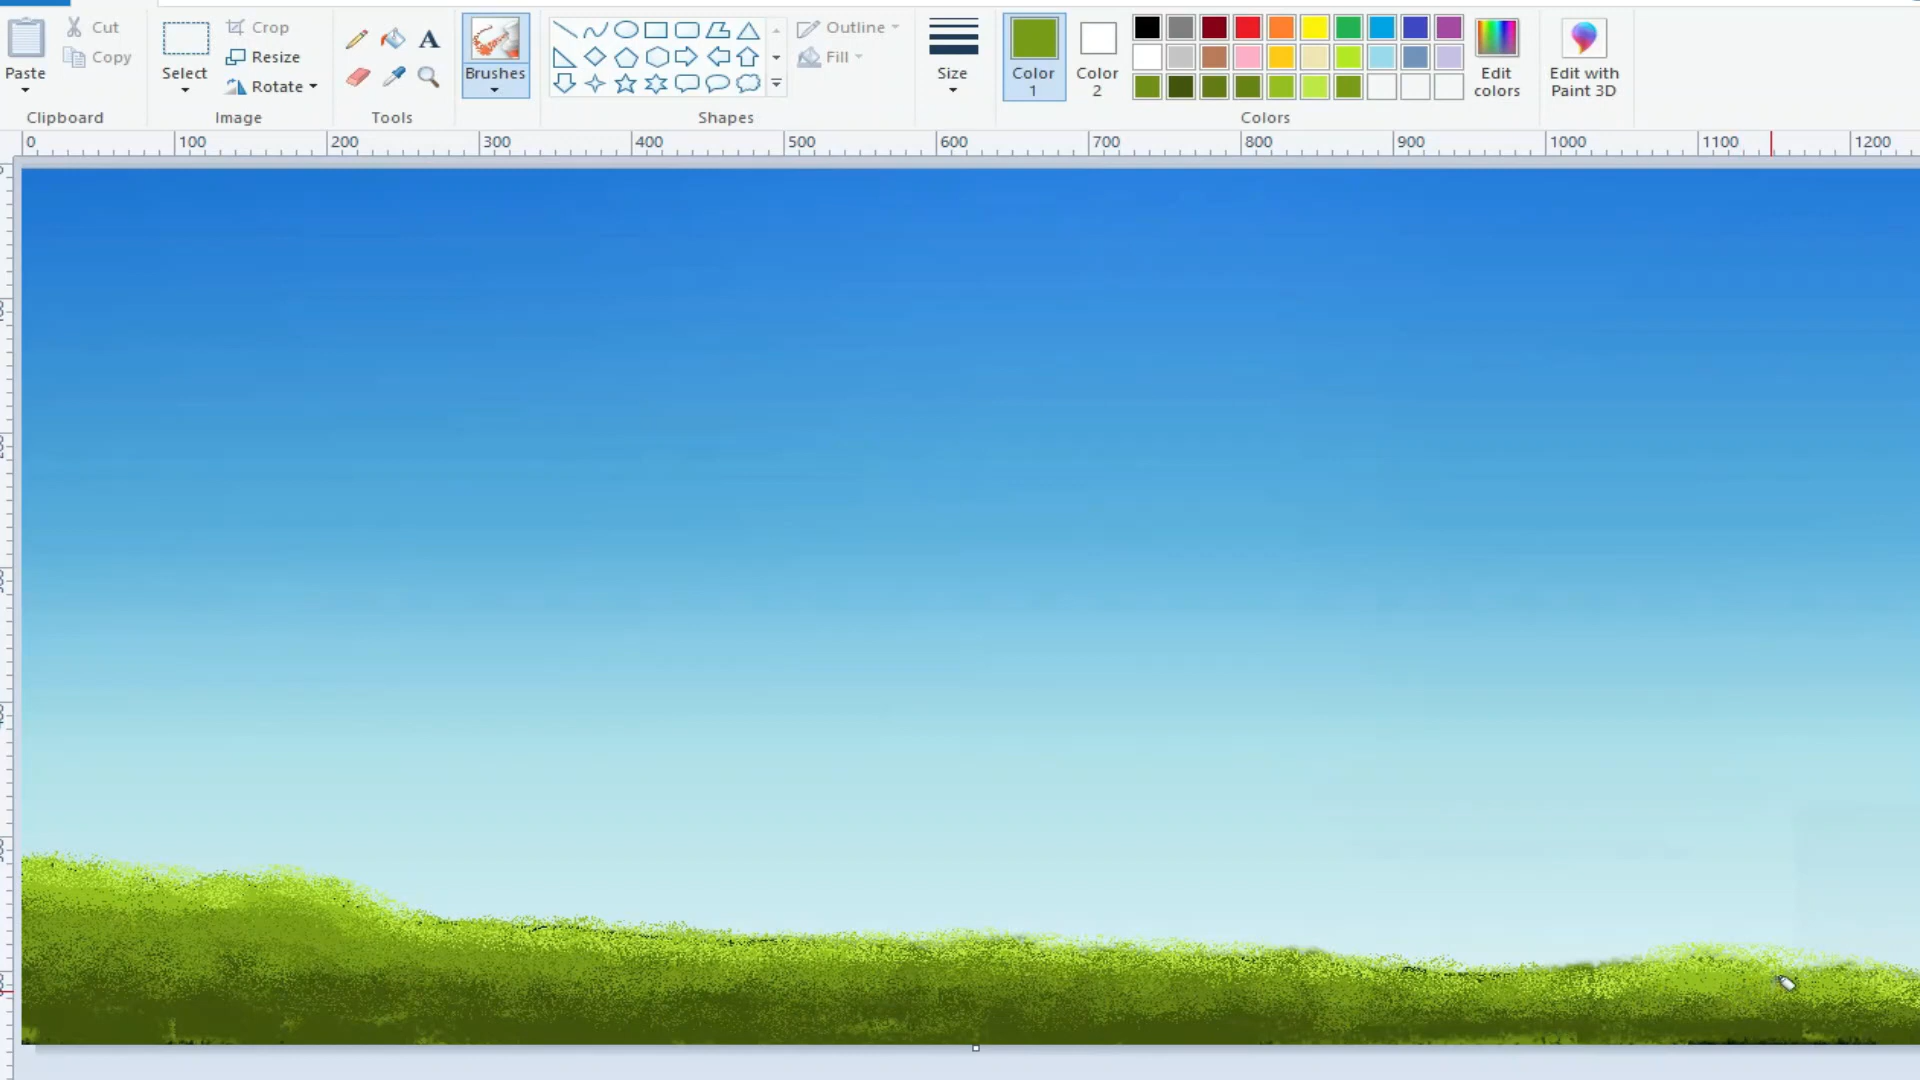 Paste
Cut
Copy
Clipboard
Select
Crop
Resize
Rotate
Image
A
Tools
Brushes
Outline
Fill
Shapes
Size
Color
1
Color
2
Edit
colors
Colors
Edit with
Paint 3D
0 100 200 300 400 500 600 700 800 900 1000 1100 1200